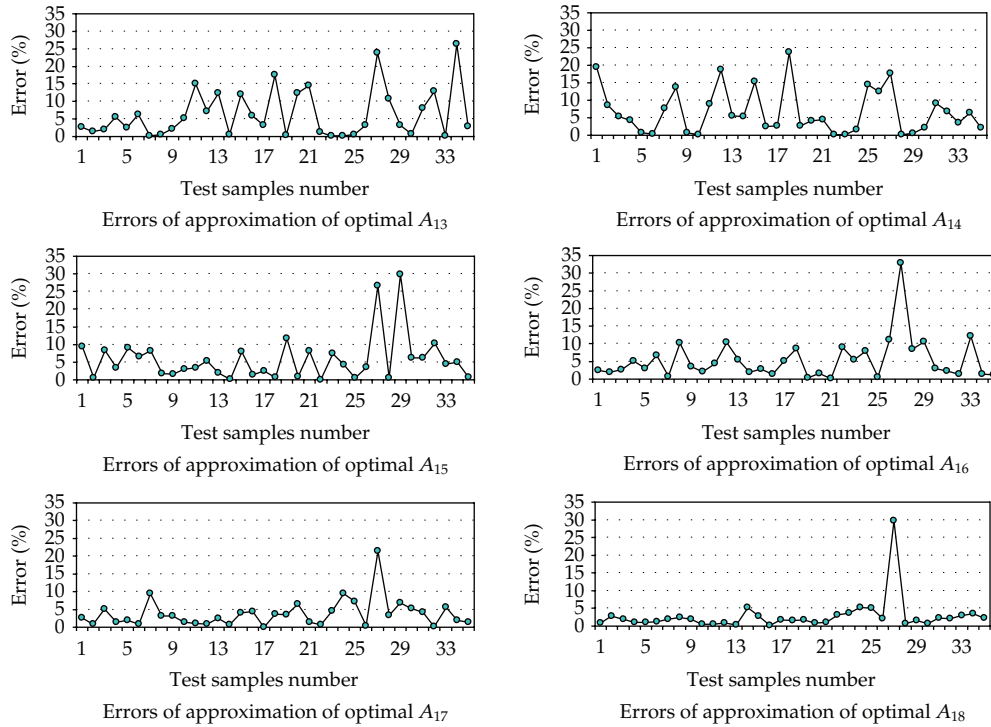 Error (%)
35
30
25
20
15
10
5
0
1 5 9 13 17 21 25 29 33
Test samples number
Errors of approximation of optimal A13
Error (%)
35
30
25
20
15
10
5
0
1 5 9 13 17 21 25 29 33
Test samples number
Errors of approximation of optimal A14
Error (%)
35
30
25
20
15
10
5
0
1 5 9 13 17 21 25 29 33
Test samples number
Errors of approximation of optimal A15
Error (%)
35
30
25
20
15
10
5
0
1 5 9 13 17 21 25 29 33
Test samples number
Errors of approximation of optimal A16
Error (%)
35
30
25
20
15
10
5
0
1 5 9 13 17 21 25 29 33
Test samples number
Errors of approximation of optimal A17
Error (%)
35
30
25
20
15
10
5
0
1 5 9 13 17 21 25 29 33
Test samples number
Errors of approximation of optimal A18